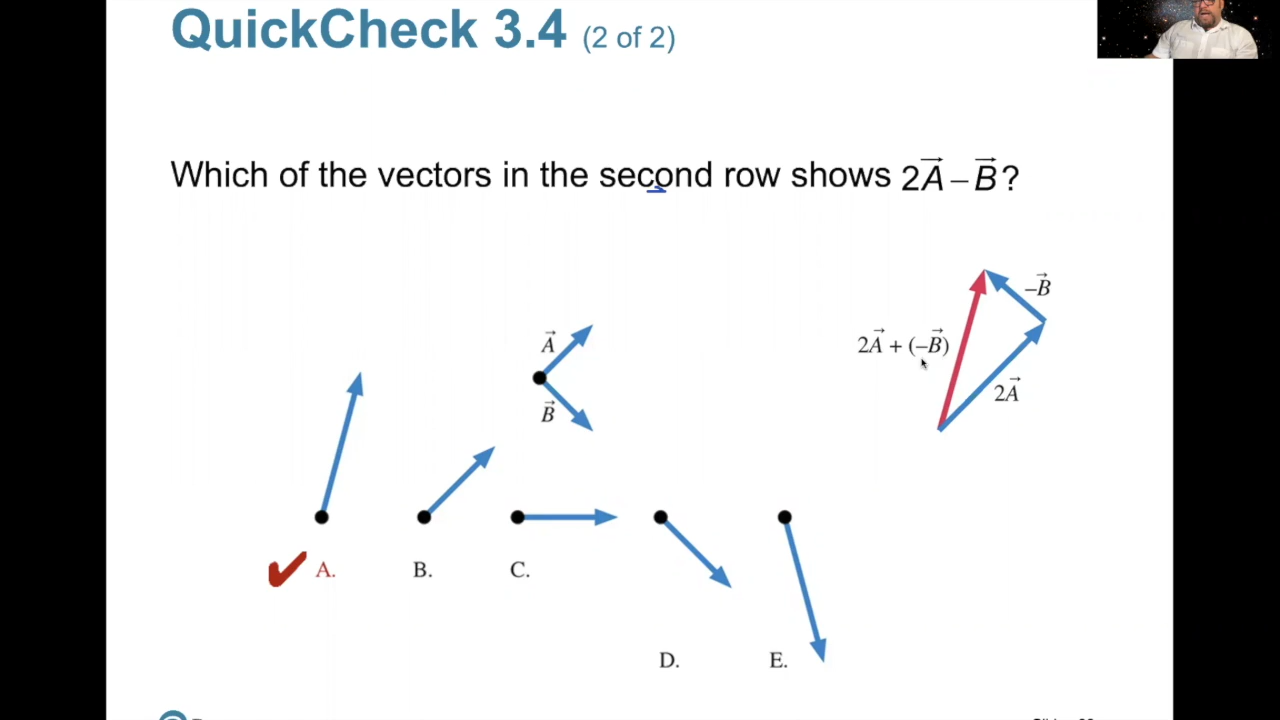 QuickCheck 3.4 (2 of 2)
Which of the vectors in the second row shows 2A⃗ – B⃗?
–B⃗
A⃗
2A⃗ + (–B⃗)
2A⃗
B⃗
A. B. C.
D. E.